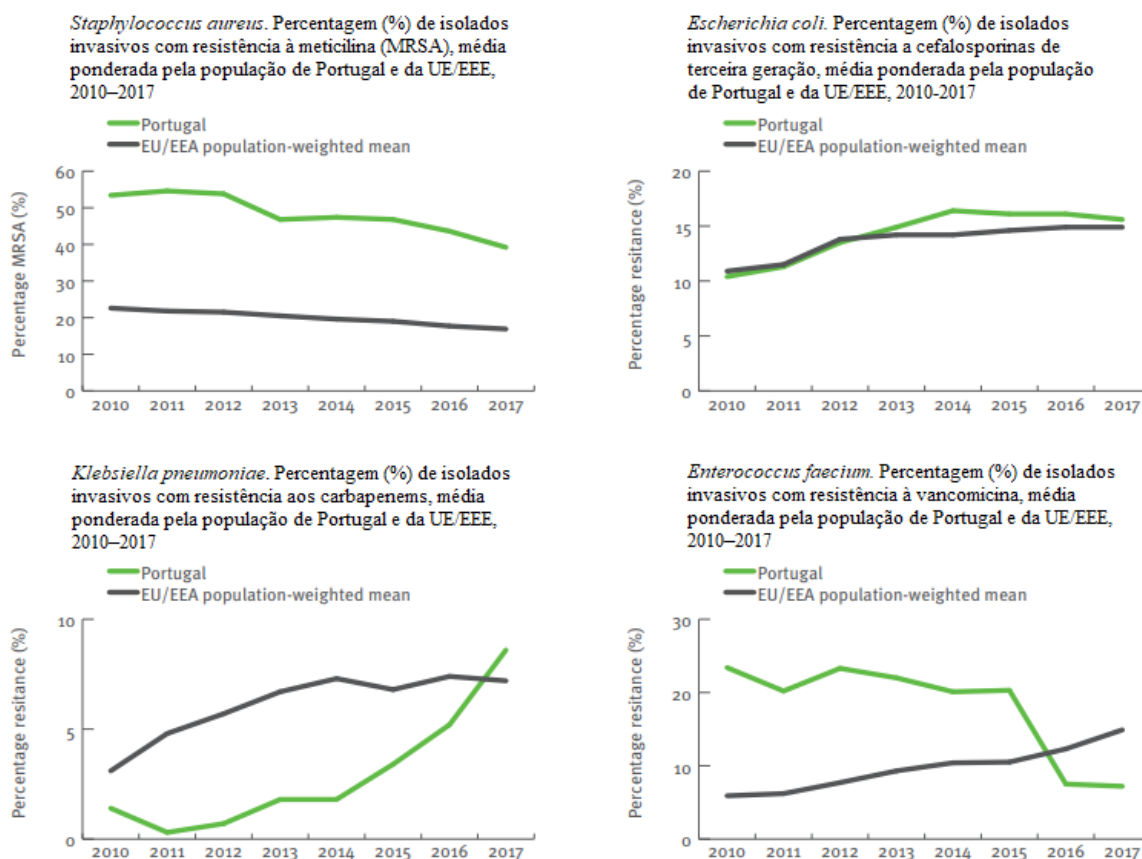 Staphylococcus aureus. Percentagem (%) de isolados
invasivos com resistência à meticilina (MRSA), média
ponderada pela população de Portugal e da UE/EEE,
2010–2017
Portugal
EU/EEA population-weighted mean
Percentage MRSA (%)
60
50
40
30
20
10
0
2010 2011 2012 2013 2014 2015 2016 2017
Escherichia coli. Percentagem (%) de isolados
invasivos com resistência a cefalosporinas de
terceira geração, média ponderada pela população
de Portugal e da UE/EEE, 2010-2017
Portugal
EU/EEA population-weighted mean
Percentage resitance (%)
20
15
10
5
0
2010 2011 2012 2013 2014 2015 2016 2017
Klebsiella pneumoniae. Percentagem (%) de isolados
invasivos com resistência aos carbapenems, média
ponderada pela população de Portugal e da UE/EEE,
2010–2017
Portugal
EU/EEA population-weighted mean
Percentage resitance (%)
10
5
0
2010 2011 2012 2013 2014 2015 2016 2017
Enterococcus faecium. Percentagem (%) de isolados
invasivos com resistência à vancomicina, média
ponderada pela população de Portugal e da UE/EEE,
2010–2017
Portugal
EU/EEA population-weighted mean
Percentage resitance (%)
30
20
10
0
2010 2011 2012 2013 2014 2015 2016 2017